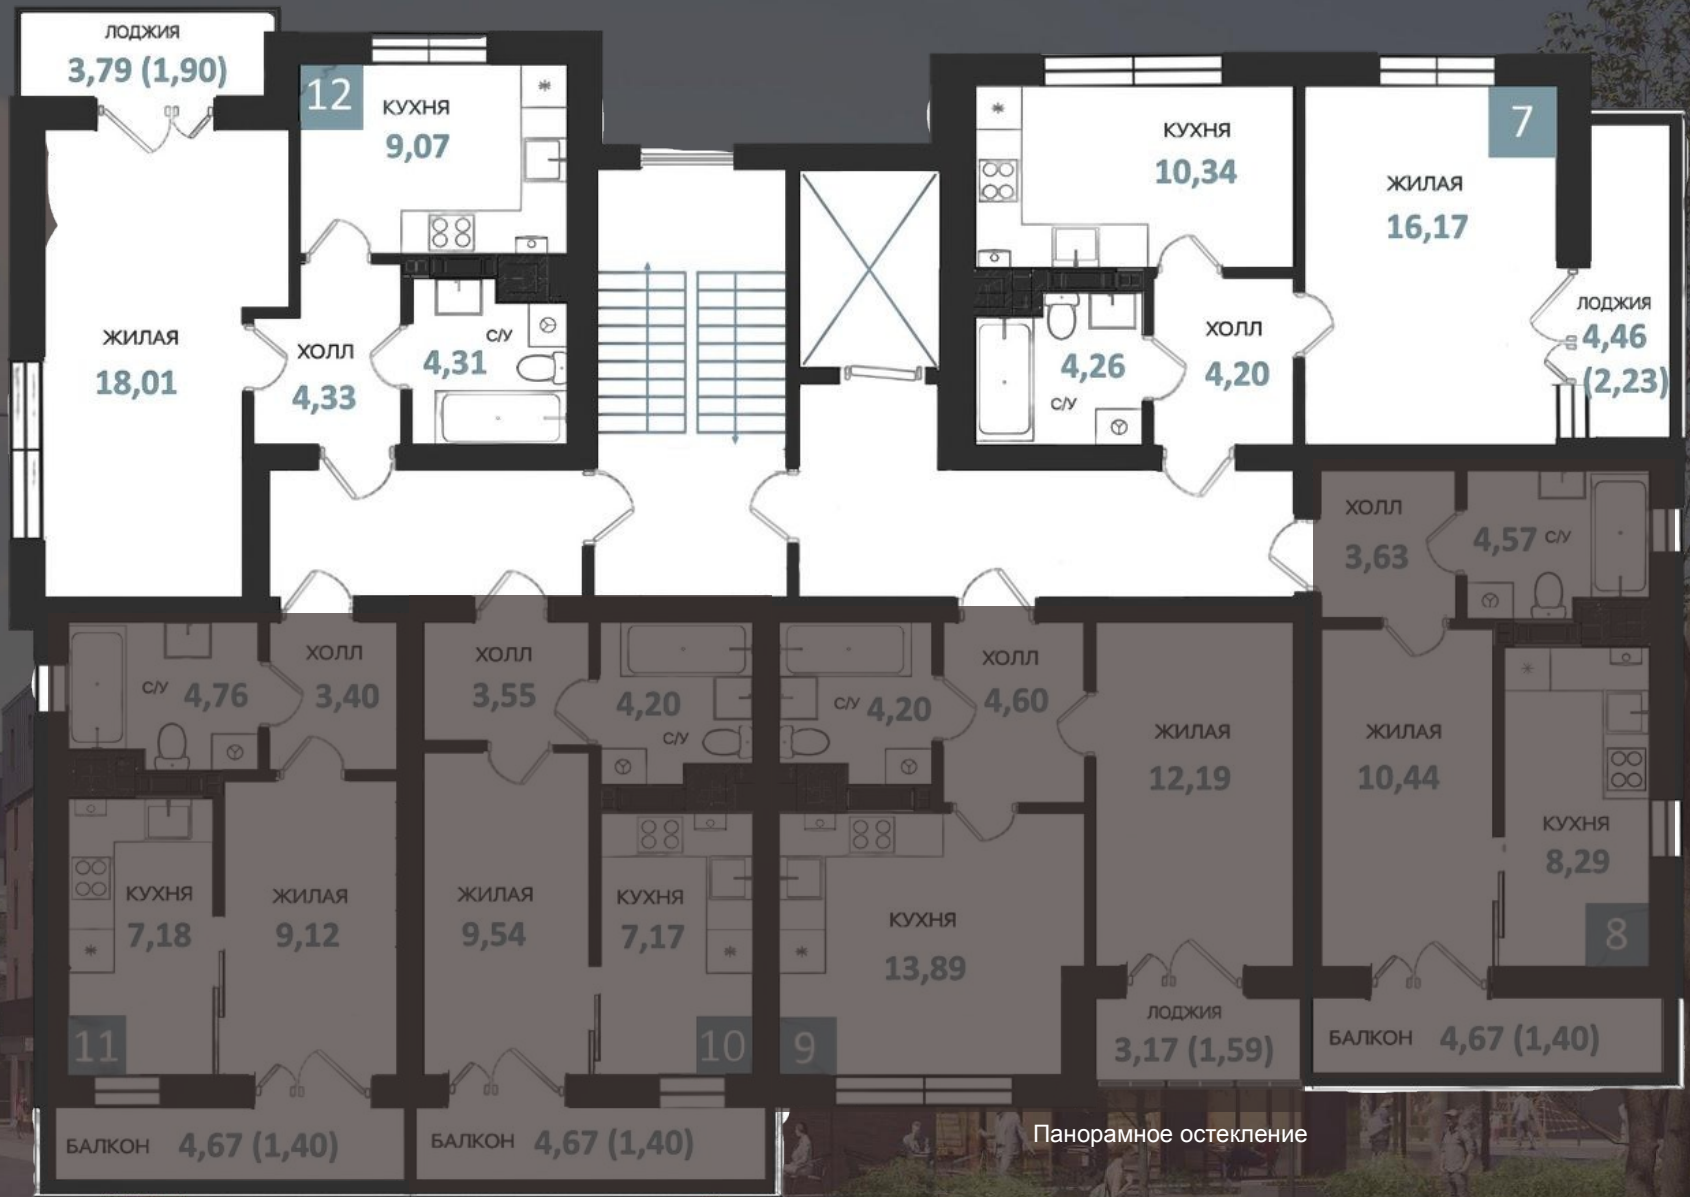 ЛОДЖИЯ
3,79 (1,90)
12
КУХНЯ
9,07
ЖИЛАЯ
18,01
ХОЛЛ
4,33
С/У
4,31
КУХНЯ
10,34
7
ЖИЛАЯ
16,17
ЛОДЖИЯ
4,46
(2,23)
4,26
С/У
ХОЛЛ
4,20
ХОЛЛ
3,63
4,57 С/У
ЖИЛАЯ
10,44
КУХНЯ
8,29
8
БАЛКОН 4,67 (1,40)
С/У 4,76
ХОЛЛ
3,40
КУХНЯ
7,18
ЖИЛАЯ
9,12
11
БАЛКОН 4,67 (1,40)
ХОЛЛ
3,55
4,20
С/У
ЖИЛАЯ
9,54
КУХНЯ
7,17
10
БАЛКОН 4,67 (1,40)
С/У 4,20
ХОЛЛ
4,60
ЖИЛАЯ
12,19
КУХНЯ
13,89
9
ЛОДЖИЯ
3,17 (1,59)
Панорамное остекление